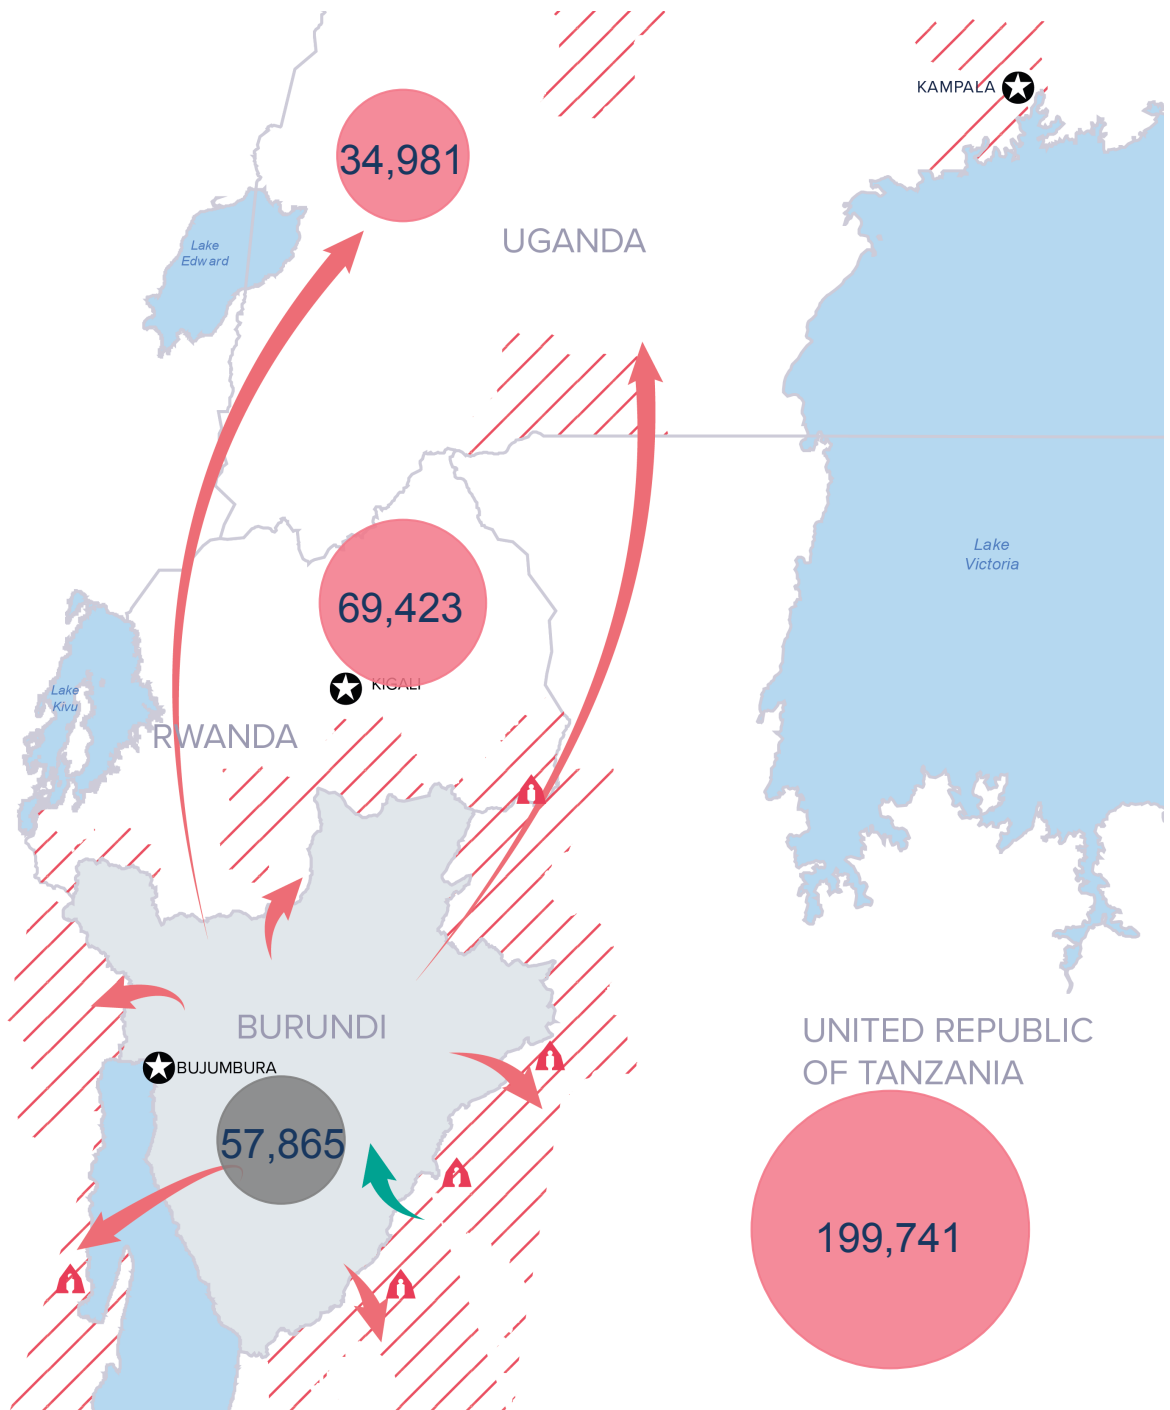 KAMPALA
34,981
UGANDA
Lake
Edward
Lake
Victoria
69,423
KIGALI
Lake
Kivu
RWANDA
BURUNDI
UNITED REPUBLIC
OF TANZANIA
BUJUMBURA
57,865
199,741